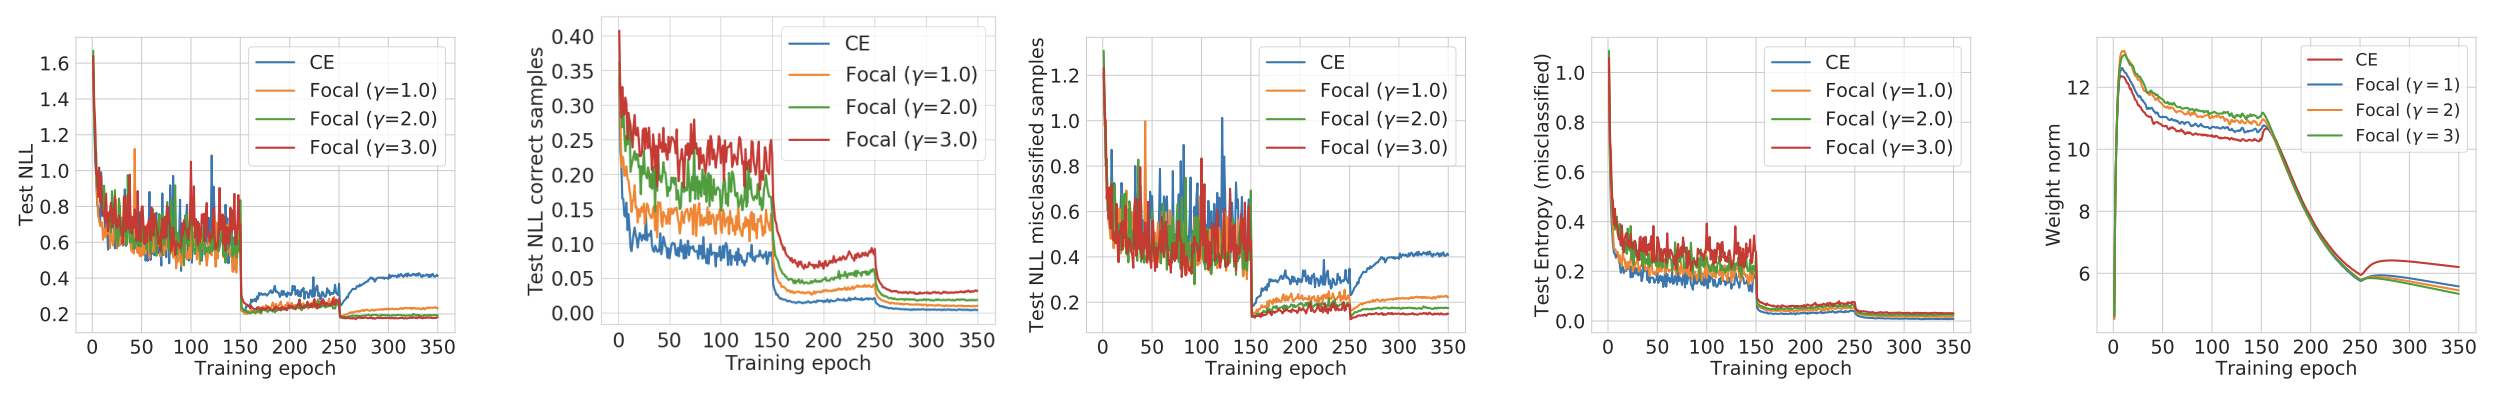 Test NLL
1.6
1.4
1.2
1.0
0.8
0.6
0.4
0.2
CE
Focal (γ=1.0)
Focal (γ=2.0)
Focal (γ=3.0)
0 50 100 150 200 250 300 350
Training epoch
Test NLL correct samples
0.40
0.35
0.30
0.25
0.20
0.15
0.10
0.05
0.00
CE
Focal (γ=1.0)
Focal (γ=2.0)
Focal (γ=3.0)
0 50 100 150 200 250 300 350
Training epoch
Test NLL misclassified samples
1.2
1.0
0.8
0.6
0.4
0.2
CE
Focal (γ=1.0)
Focal (γ=2.0)
Focal (γ=3.0)
0 50 100 150 200 250 300 350
Training epoch
Test Entropy (misclassified)
1.0
0.8
0.6
0.4
0.2
0.0
CE
Focal (γ=1.0)
Focal (γ=2.0)
Focal (γ=3.0)
0 50 100 150 200 250 300 350
Training epoch
Weight norm
12
10
8
6
CE
Focal (γ = 1)
Focal (γ = 2)
Focal (γ = 3)
0 50 100 150 200 250 300 350
Training epoch